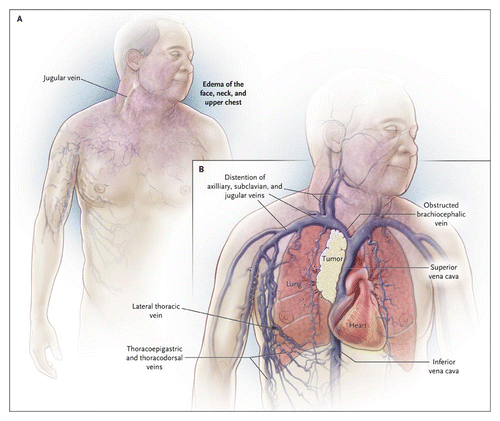 A
Jugular vein
Edema of the
face, neck, and
upper chest
B
Distention of
axilliary, subclavian, and
jugular veins
Obstructed
brachiocephalic
vein
Tumor
Lung
Superior
vena cava
Lateral thoracic
vein
Heart
Thoracoepigastric
and thoracodorsal
veins
Inferior
vena cava